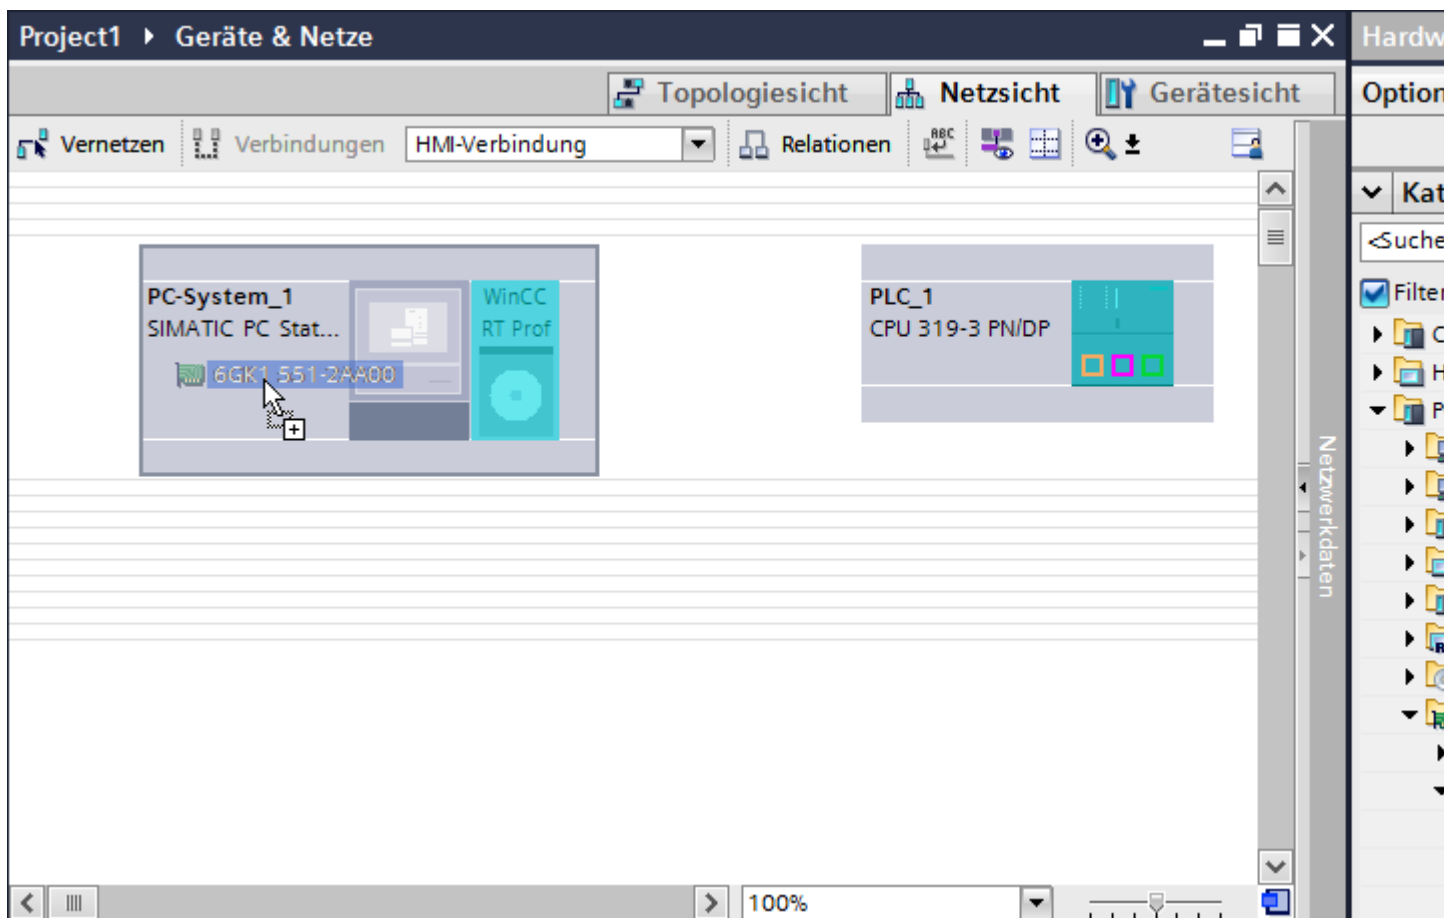 Project1 ▸ Geräte & Netze
Hardw
Topologiesicht
Netzsicht
Gerätesicht
Option
Vernetzen
Verbindungen
HMI-Verbindung
Relationen
ABC
Kat
<Suche
Filter
PC-System_1
SIMATIC PC Stat...
WinCC
RT Prof
6GK1 551-2AA00
PLC_1
CPU 319-3 PN/DP
C
H
P
Netzwerkdaten
100%